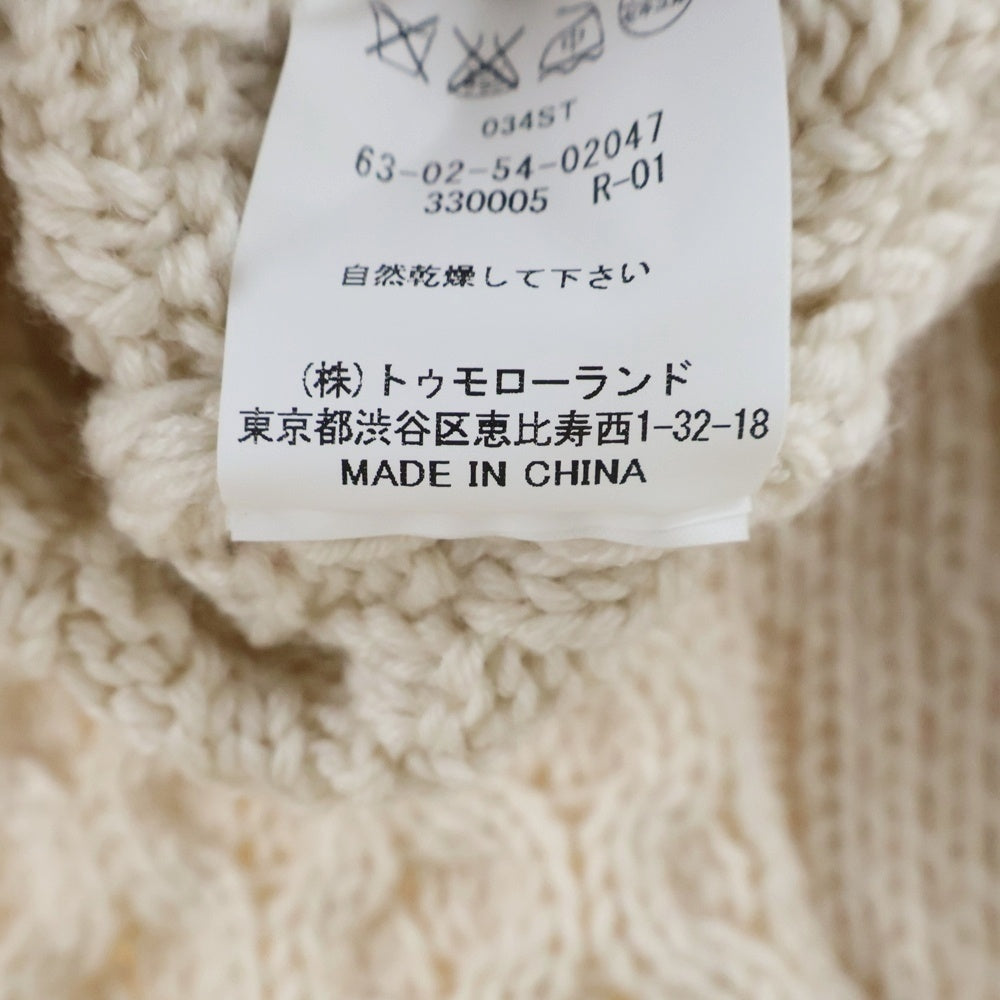 034ST
63-02-54-02047
330005 R-01
自然乾燥して下さい
(株)トゥモローランド
東京都渋谷区恵比寿西1-32-18
MADE IN CHINA